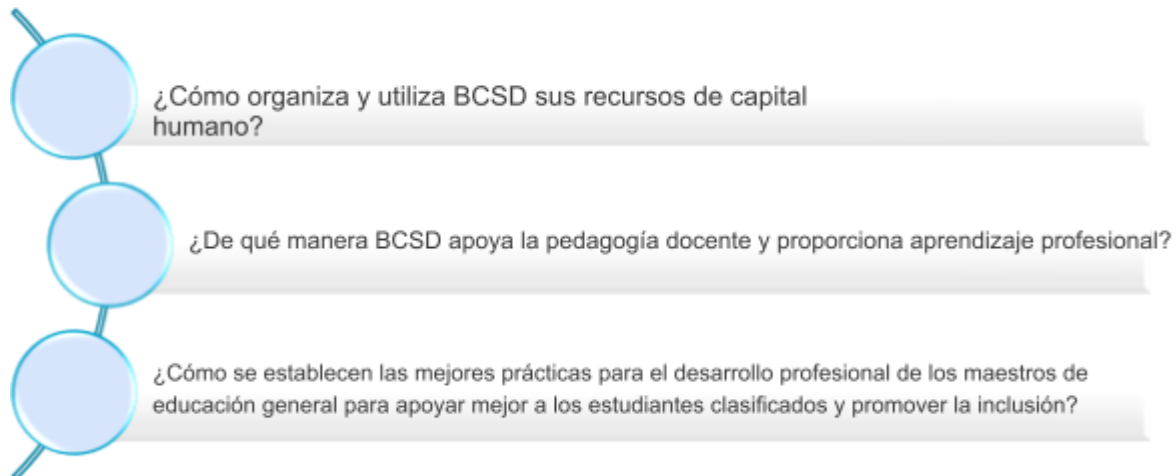 ¿Cómo organiza y utiliza BCSD sus recursos de capital
humano?
¿De qué manera BCSD apoya la pedagogía docente y proporciona aprendizaje profesional?
¿Cómo se establecen las mejores prácticas para el desarrollo profesional de los maestros de
educación general para apoyar mejor a los estudiantes clasificados y promover la inclusión?